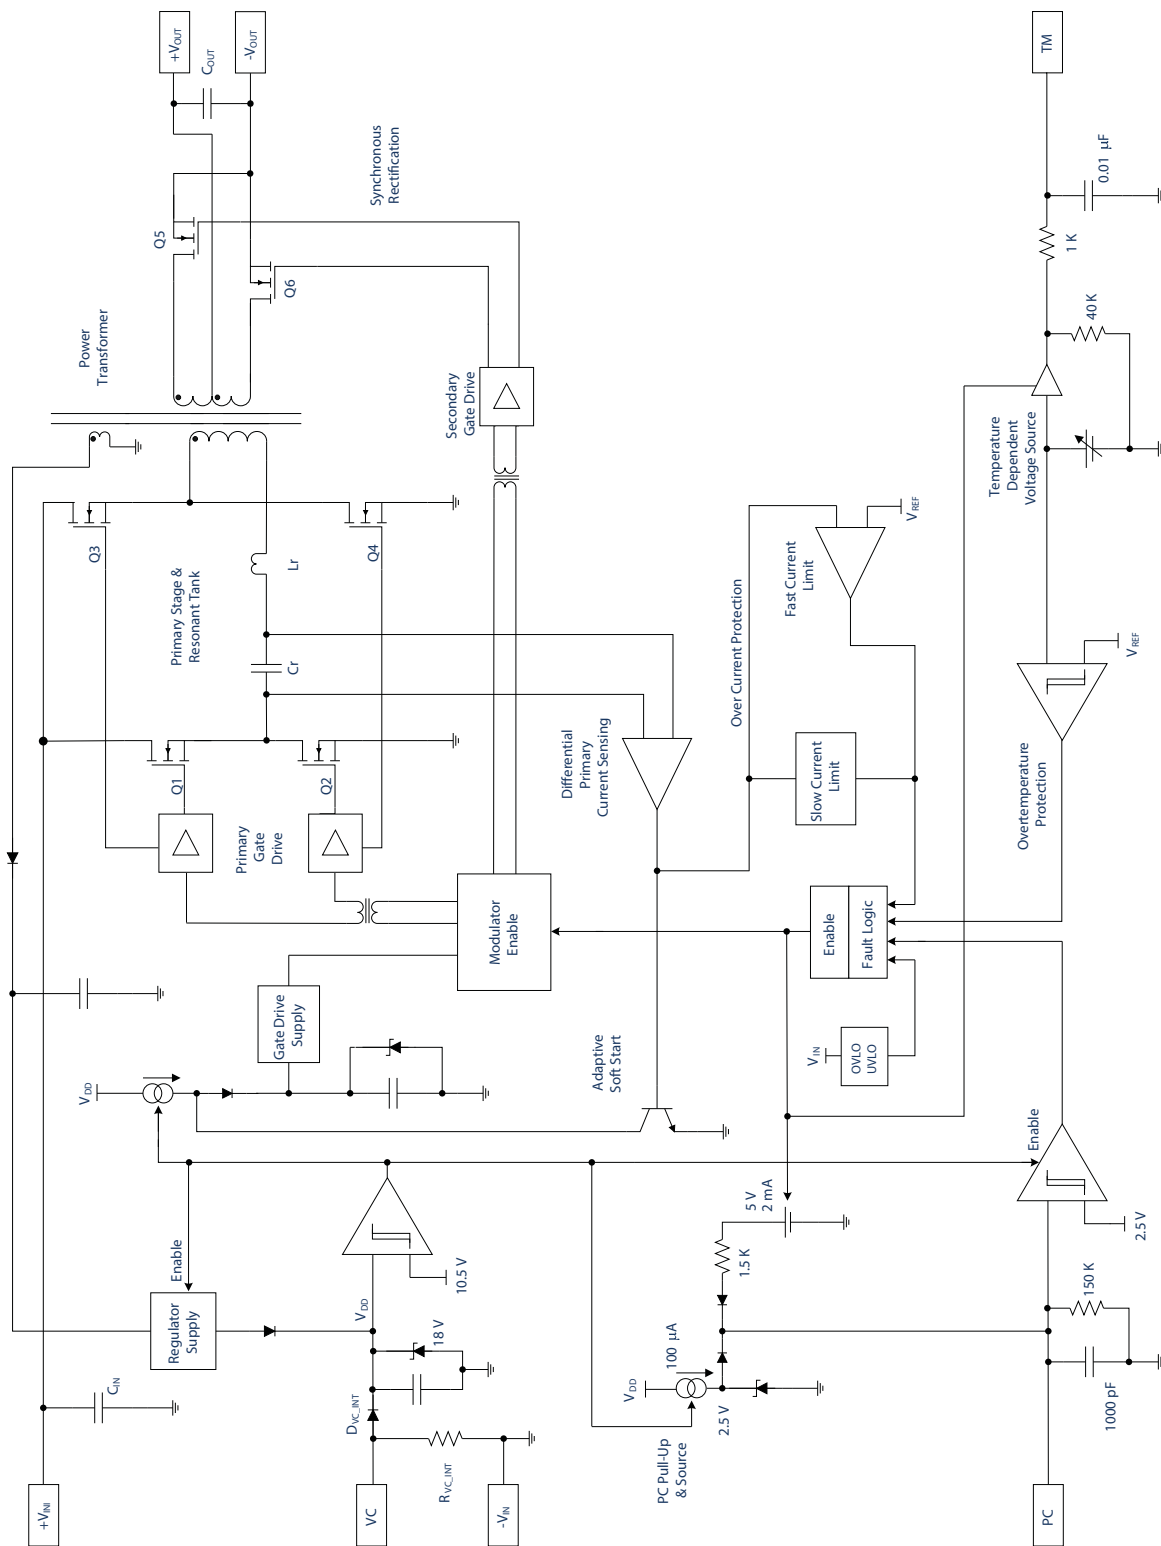 +VINI
CIN
VC
DVC_INT
RVC_INT
-VIN
Regulator
Supply
Enable
VDD
18 V
10.5 V
VDD
Gate Drive
Supply
Primary
Gate
Drive
Q1
Q2
Q3
Q4
Primary Stage &
Resonant Tank
Cr
Lr
Power
Transformer
Q5
Q6
Synchronous
Rectification
+VOUT
COUT
-VOUT
Secondary
Gate Drive
Modulator
Enable
Differential
Primary
Current Sensing
Adaptive
Soft Start
Over Current Protection
Slow Current
Limit
Fast Current
Limit
VREF
Enable
Fault Logic
VIN
OVLO
UVLO
PC Pull-Up
& Source
VDD
100 μA
2.5 V
1.5 K
5 V
2 mA
PC
1000 pF
150 K
2.5 V
Enable
Overtemperature
Protection
VREF
Temperature
Dependent
Voltage Source
40 K
1 K
0.01 μF
TM